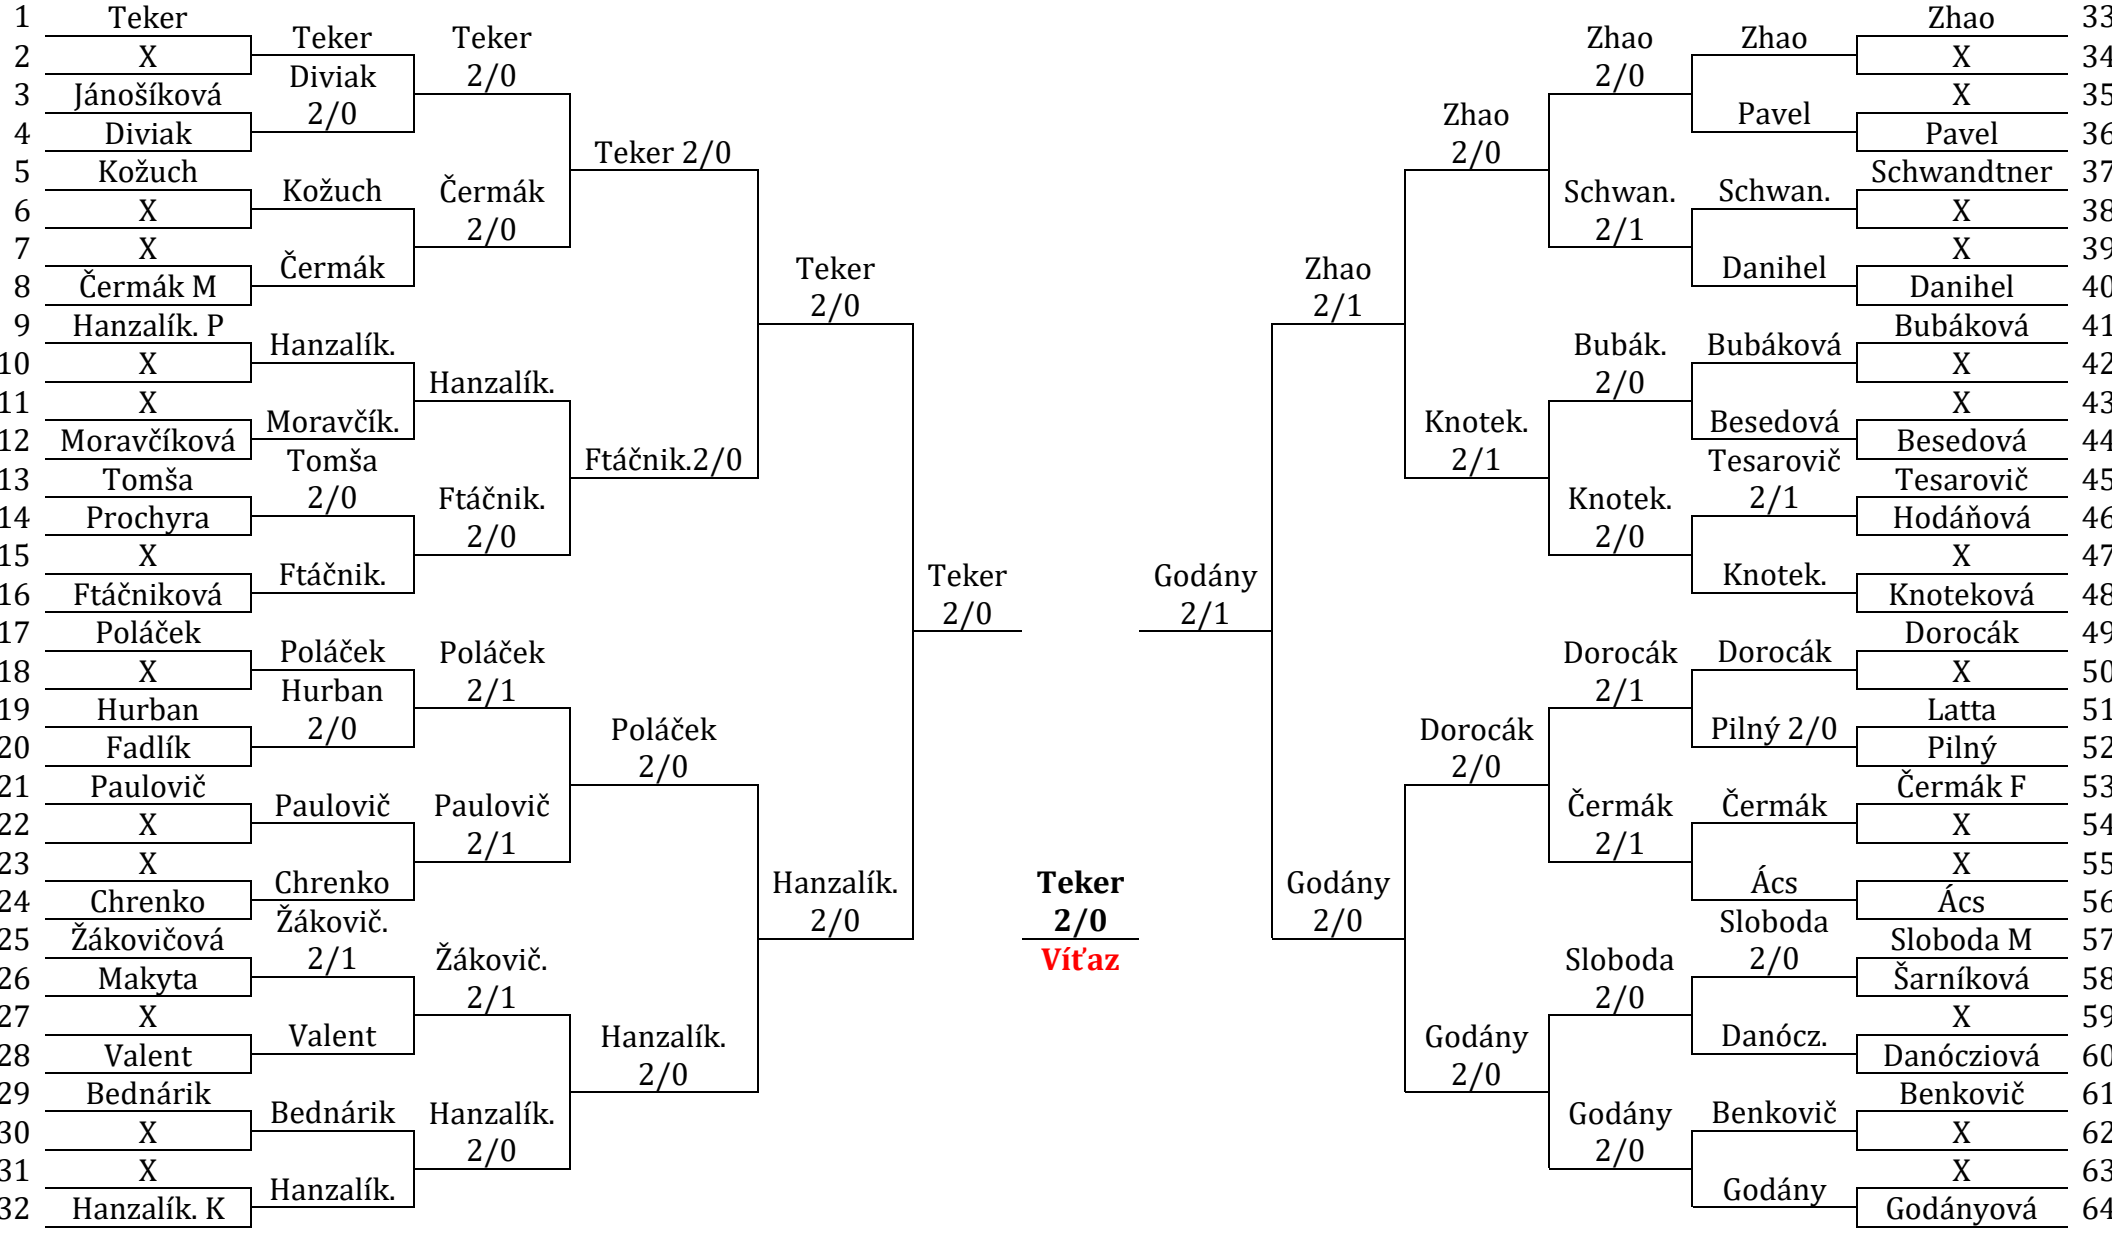 1 Teker
2 X
3 Jánošíková
4 Diviak
5 Kožuch
6 X
7 X
8 Čermák M
9 Hanzalík. P
10 X
11 X
12 Moravčíková
13 Tomša
14 Prochyra
15 X
16 Ftáčniková
17 Poláček
18 X
19 Hurban
20 Fadlík
21 Paulovič
22 X
23 X
24 Chrenko
25 Žákovičová
26 Makyta
27 X
28 Valent
29 Bednárik
30 X
31 X
32 Hanzalík. K
Teker
Diviak
2/0
Kožuch
Čermák
Hanzalík.
Moravčík.
Tomša
2/0
Ftáčnik.
Poláček
Hurban
2/0
Paulovič
Chrenko
Žákovič.
2/1
Valent
Bednárik
Hanzalík.
Teker
2/0
Čermák
2/0
Hanzalík.
Ftáčnik.
2/0
Poláček
2/1
Paulovič
2/1
Žákovič.
2/1
Hanzalík.
2/0
Teker 2/0
Ftáčnik.2/0
Poláček
2/0
Hanzalík.
2/0
Teker
2/0
Hanzalík.
2/0
Teker
2/0
Teker
2/0
Víťaz
Godány
2/1
Zhao
2/1
Godány
2/0
Zhao
2/0
Knotek.
2/1
Dorocák
2/0
Godány
2/0
Zhao
2/0
Schwan.
2/1
Bubák.
2/0
Knotek.
2/0
Dorocák
2/1
Čermák
2/1
Sloboda
2/0
Godány
2/0
Zhao
Pavel
Schwan.
Danihel
Bubáková
Besedová
Tesarovič
2/1
Knotek.
Dorocák
Pilný 2/0
Čermák
Ács
Sloboda
2/0
Danócz.
Benkovič
Godány
Zhao 33
X 34
X 35
Pavel 36
Schwandtner 37
X 38
X 39
Danihel 40
Bubáková 41
X 42
X 43
Besedová 44
Tesarovič 45
Hodáňová 46
X 47
Knoteková 48
Dorocák 49
X 50
Latta 51
Pilný 52
Čermák F 53
X 54
X 55
Ács 56
Sloboda M 57
Šarníková 58
X 59
Danócziová 60
Benkovič 61
X 62
X 63
Godányová 64